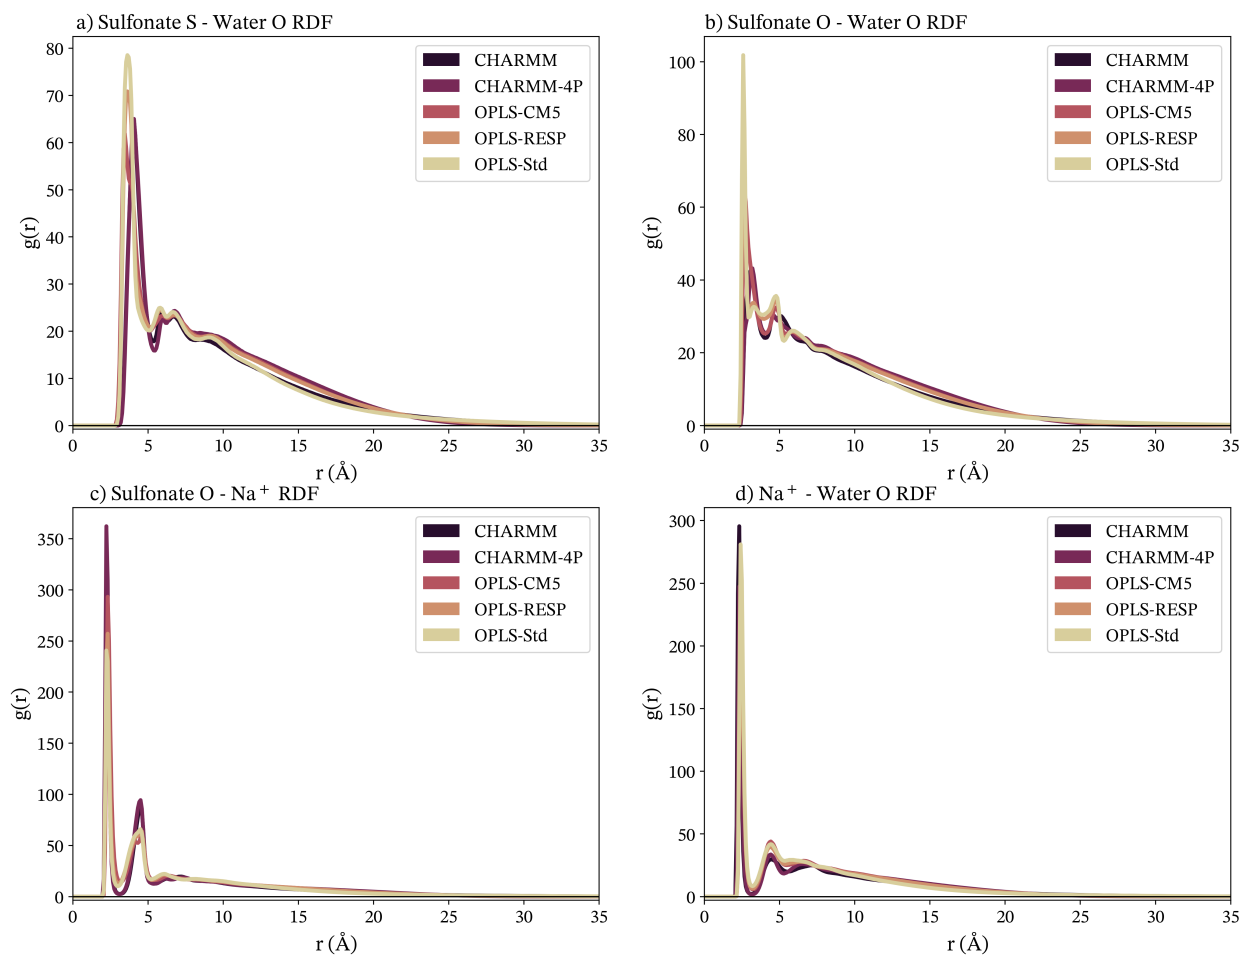 a) Sulfonate S - Water O RDF
80
70
60
50
40
30
20
10
0
g(r)
CHARMM
CHARMM-4P
OPLS-CM5
OPLS-RESP
OPLS-Std
0 5 10 15 20 25 30 35
r (Å)
b) Sulfonate O - Water O RDF
100
80
60
40
20
0
g(r)
CHARMM
CHARMM-4P
OPLS-CM5
OPLS-RESP
OPLS-Std
0 5 10 15 20 25 30 35
r (Å)
c) Sulfonate O - Na⁺ RDF
350
300
250
200
150
100
50
0
g(r)
CHARMM
CHARMM-4P
OPLS-CM5
OPLS-RESP
OPLS-Std
0 5 10 15 20 25 30 35
r (Å)
d) Na⁺ - Water O RDF
300
250
200
150
100
50
0
g(r)
CHARMM
CHARMM-4P
OPLS-CM5
OPLS-RESP
OPLS-Std
0 5 10 15 20 25 30 35
r (Å)